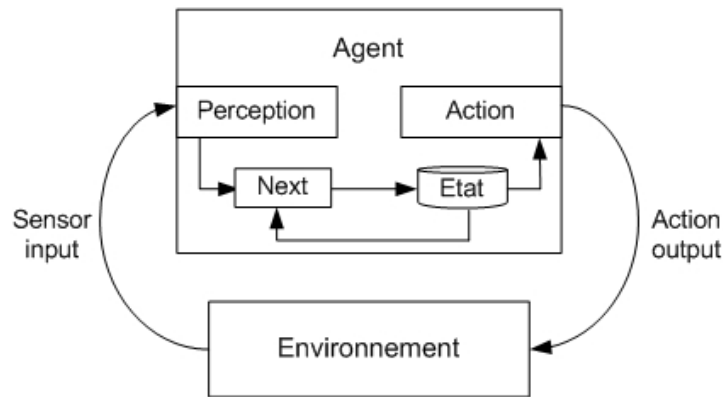 Agent
Perception
Action
Next
Etat
Sensor
input
Action
output
Environnement